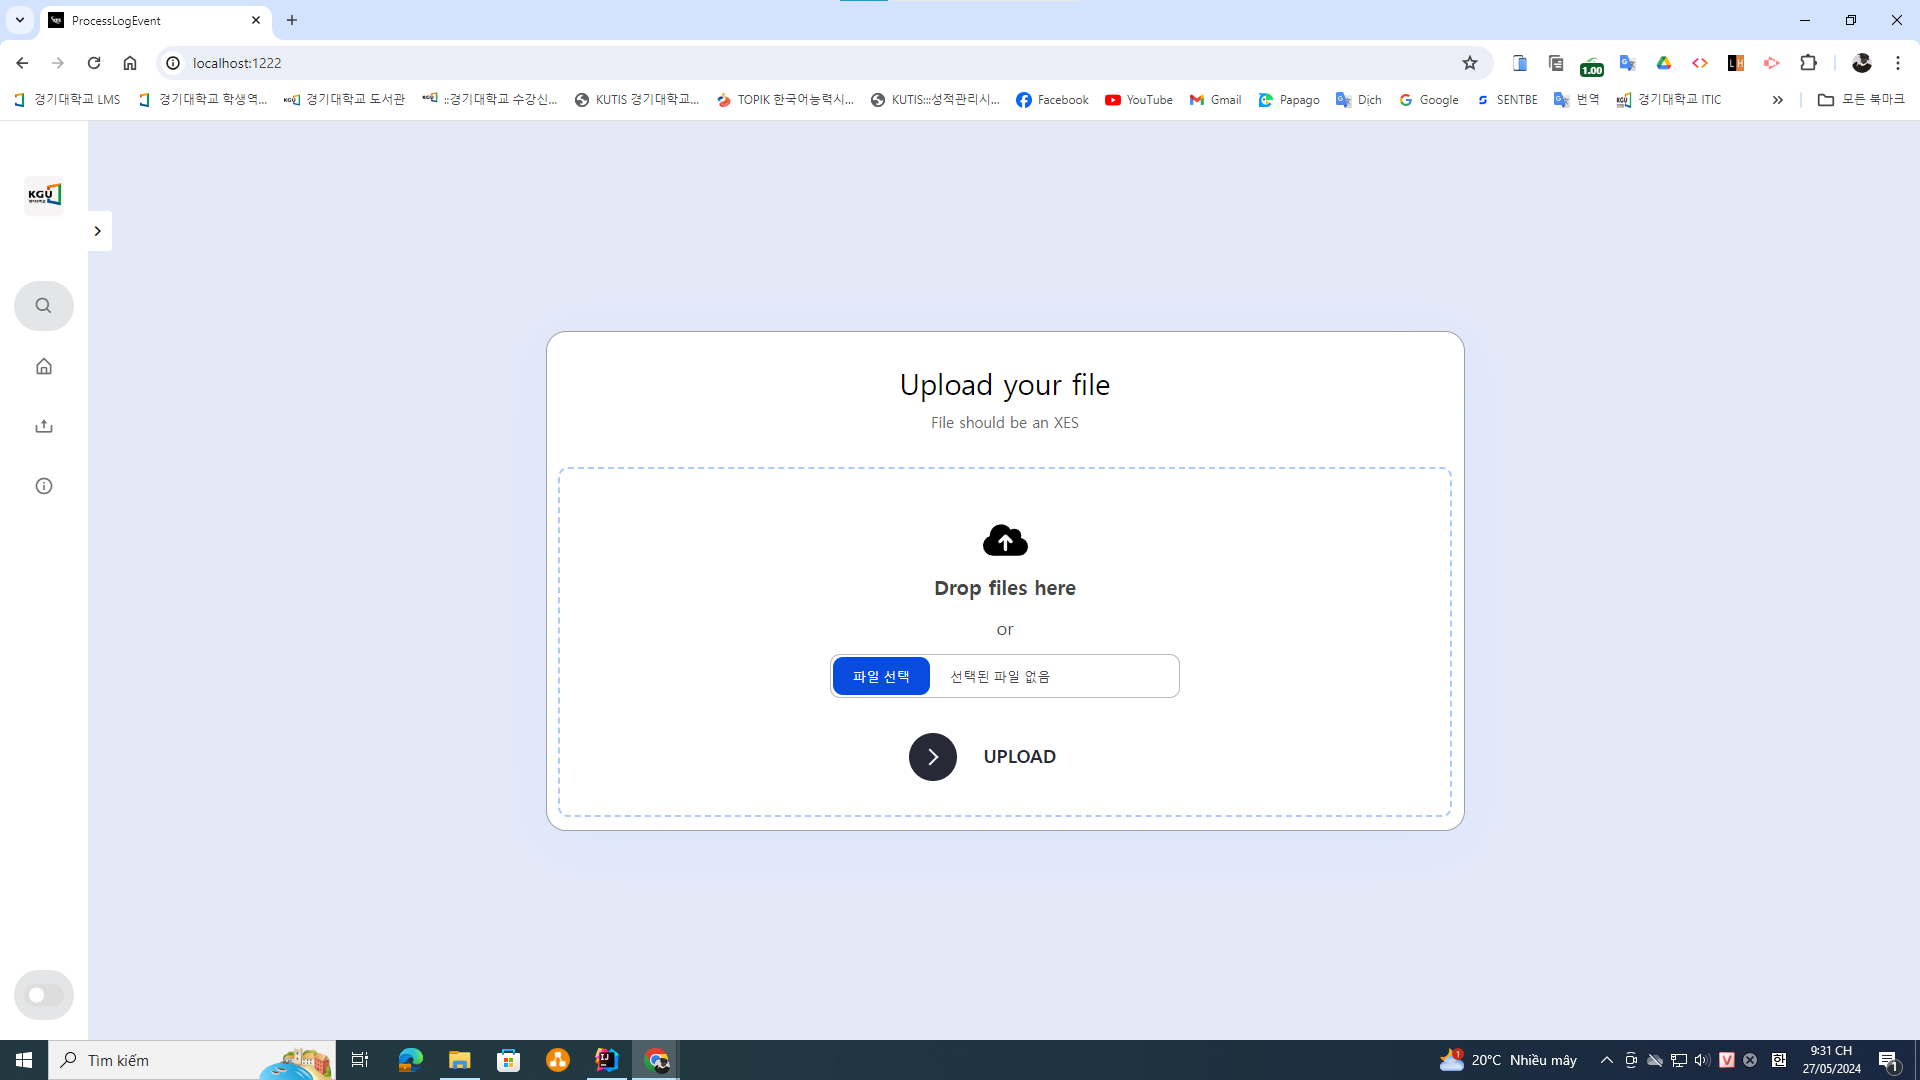 ProcessLogEvent
localhost:1222
1.00
경기대학교 LMS
경기대학교 학생역...
경기대학교 도서관
::경기대학교 수강신...
KUTIS 경기대학교...
TOPIK 한국어능력시...
KUTIS:::성적관리시...
Facebook
YouTube
Gmail
Papago
Dịch
Google
SENTBE
번역
경기대학교 ITIC
모든 북마크
KGU
Upload your file
File should be an XES
Drop files here
or
파일 선택
선택된 파일 없음
UPLOAD
Tìm kiếm
1
20°C Nhiều mây
9:31 CH
27/05/2024
1